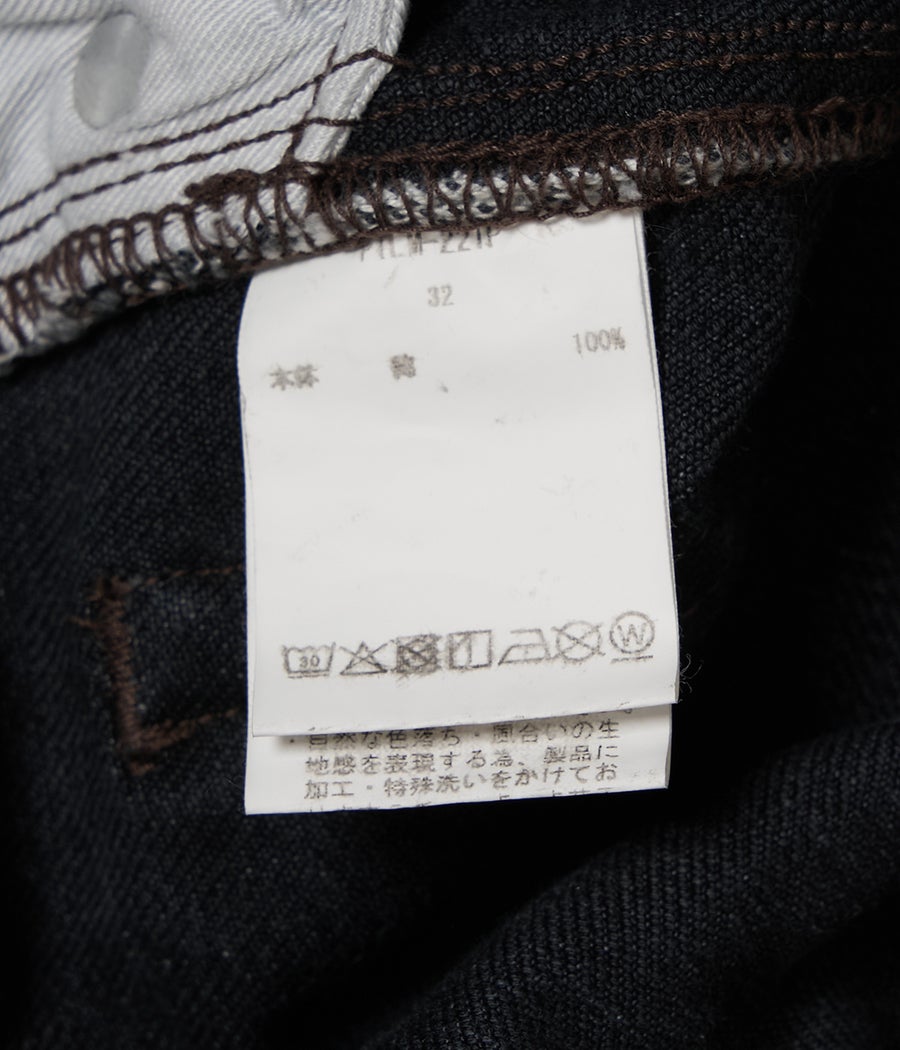 32
本体 綿 100%
30
W
自然な色落ち・風合いの生
地感を表現する為、製品に
加工・特殊洗いをかけてお